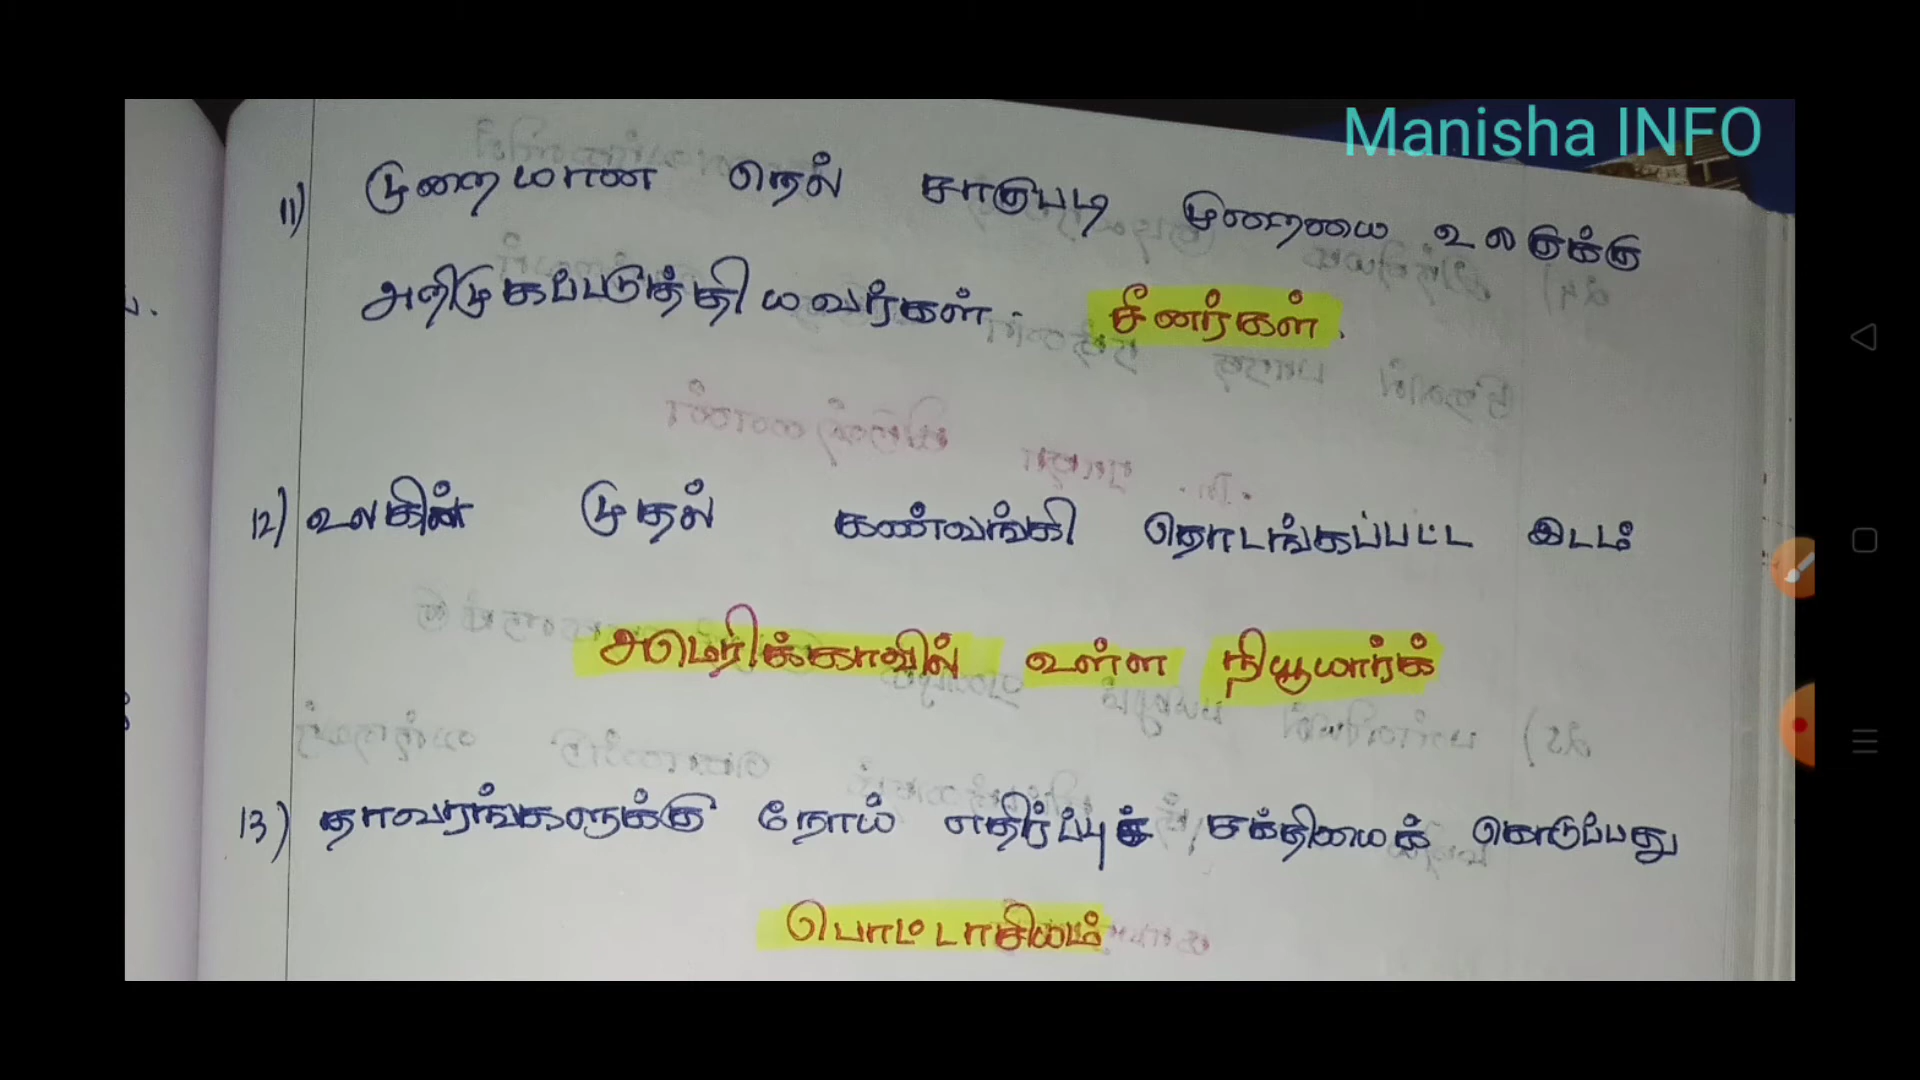 Manisha INFO
11) முறையான நெல் சாகுபடி முறையை உலகுக்கு
அறிமுகப்படுத்தியவர்கள். சீனர்கள்.
12) உலகின் முதல் கண்வங்கி தொடங்கப்பட்ட இடம்
அமெரிக்காவில் உள்ள நியூயார்க்
13) தாவரங்களுக்கு நோய் எதிர்ப்புச் சக்தியைக் கொடுப்பது
பொட்டாசியம்